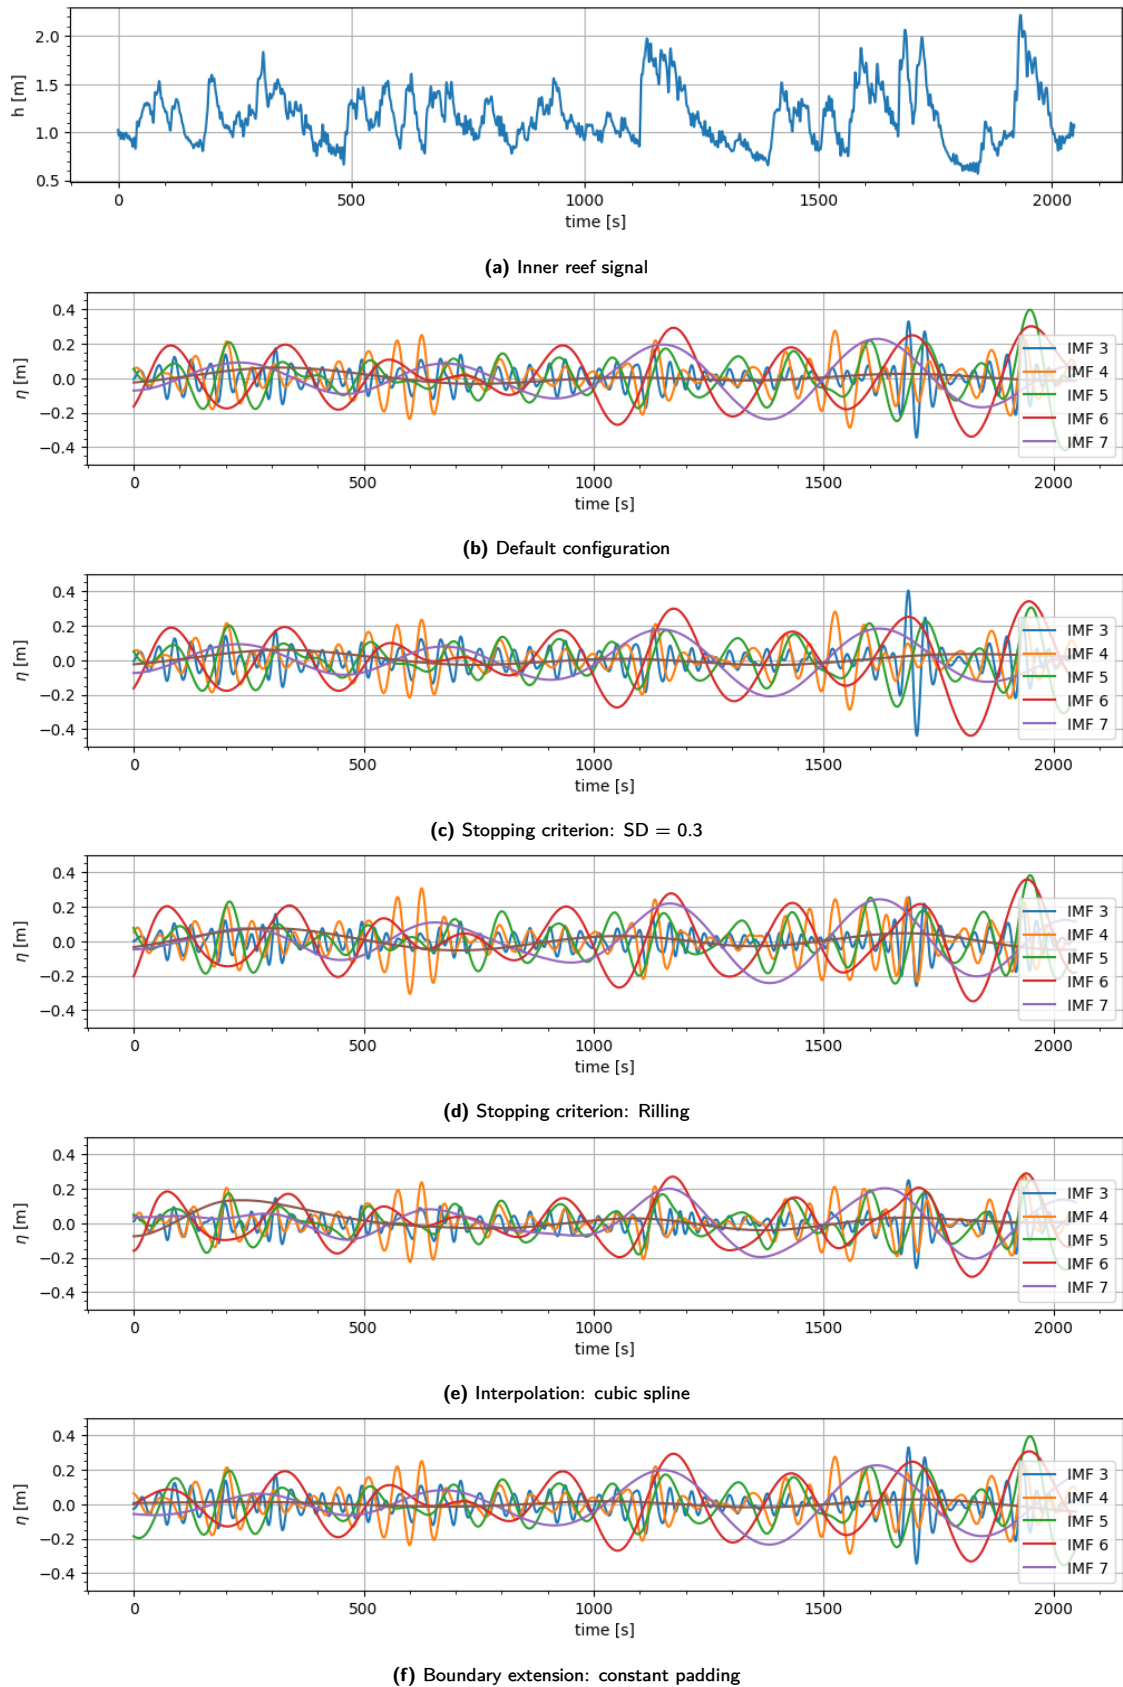 2.0
1.5
1.0
0.5
h [m]
0 500 1000 1500 2000
time [s]
(a) Inner reef signal
0.4
0.2
0.0
−0.2
−0.4
η [m]
IMF 3
IMF 4
IMF 5
IMF 6
IMF 7
0 500 1000 1500 2000
time [s]
(b) Default configuration
0.4
0.2
0.0
−0.2
−0.4
η [m]
IMF 3
IMF 4
IMF 5
IMF 6
IMF 7
0 500 1000 1500 2000
time [s]
(c) Stopping criterion: SD = 0.3
0.4
0.2
0.0
−0.2
−0.4
η [m]
IMF 3
IMF 4
IMF 5
IMF 6
IMF 7
0 500 1000 1500 2000
time [s]
(d) Stopping criterion: Rilling
0.4
0.2
0.0
−0.2
−0.4
η [m]
IMF 3
IMF 4
IMF 5
IMF 6
IMF 7
0 500 1000 1500 2000
time [s]
(e) Interpolation: cubic spline
0.4
0.2
0.0
−0.2
−0.4
η [m]
IMF 3
IMF 4
IMF 5
IMF 6
IMF 7
0 500 1000 1500 2000
time [s]
(f) Boundary extension: constant padding